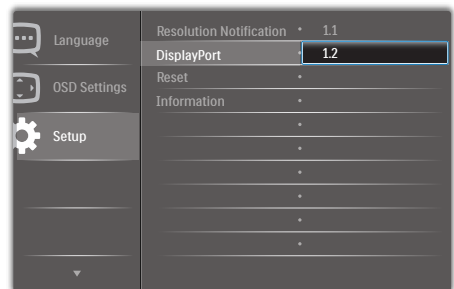 Language
OSD Settings
Setup
Resolution Notification
DisplayPort
Reset
Information
1.1
1.2